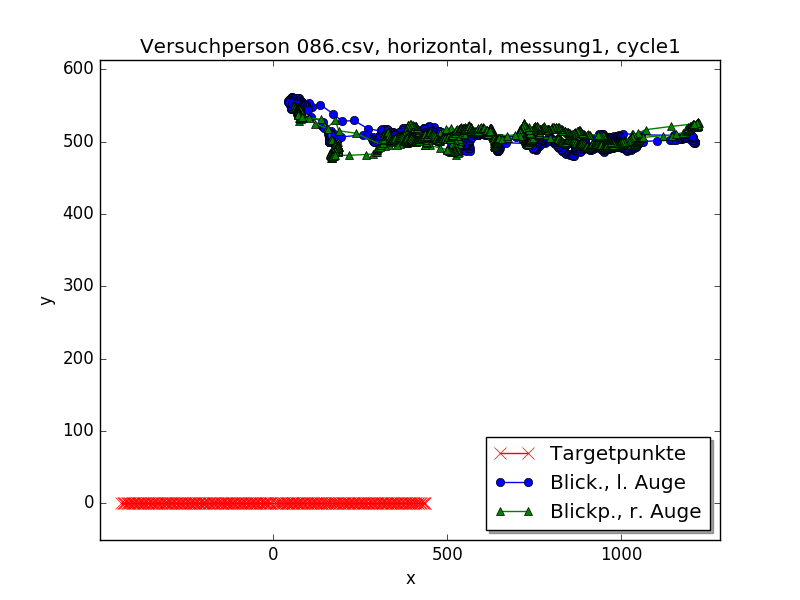 Versuchperson 086.csv, horizontal, messung1, cycle1
600
500
400
300
200
100
0
y
0 500 1000
x
Targetpunkte
Blick., l. Auge
Blickp., r. Auge